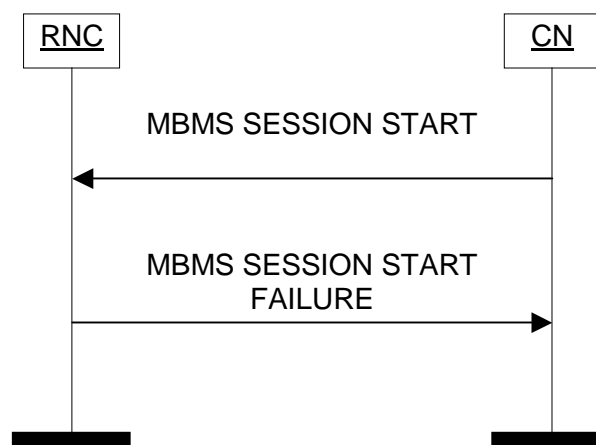 RNC
CN
MBMS SESSION START
MBMS SESSION START
FAILURE